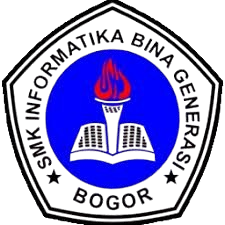 SMK INFORMATIKA BINA GENERASI
BOGOR